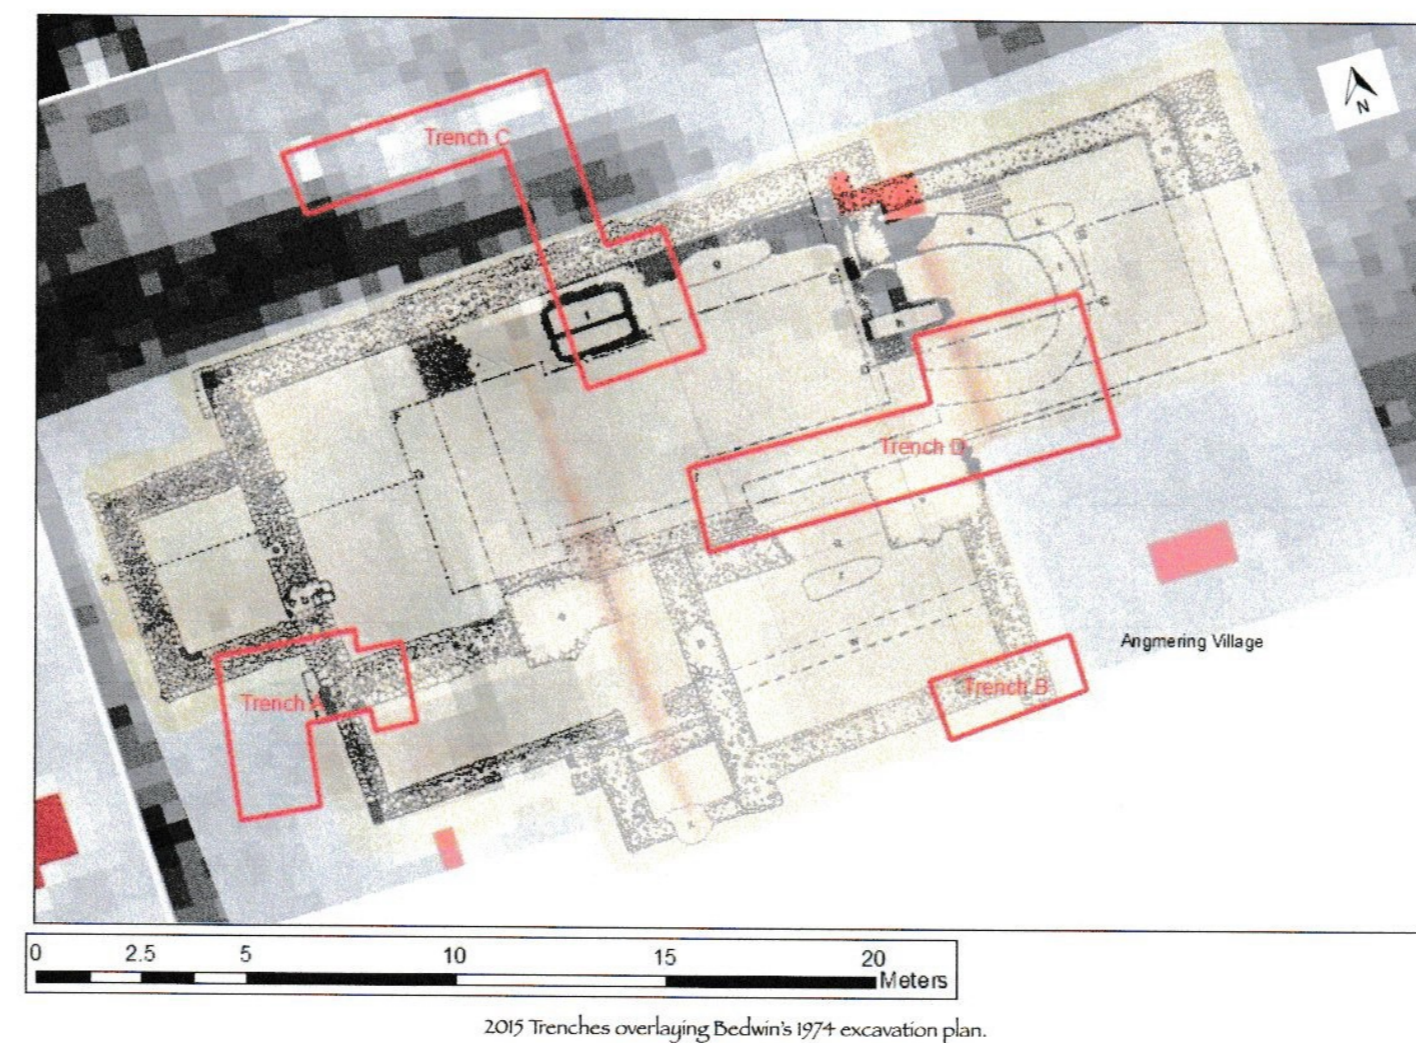 N
Trench C
Trench D
Angmering Village
Trench B
Trench A
0 2.5 5 10 15 20
Meters
2015 Trenches overlaying Bedwin's 1974 excavation plan.